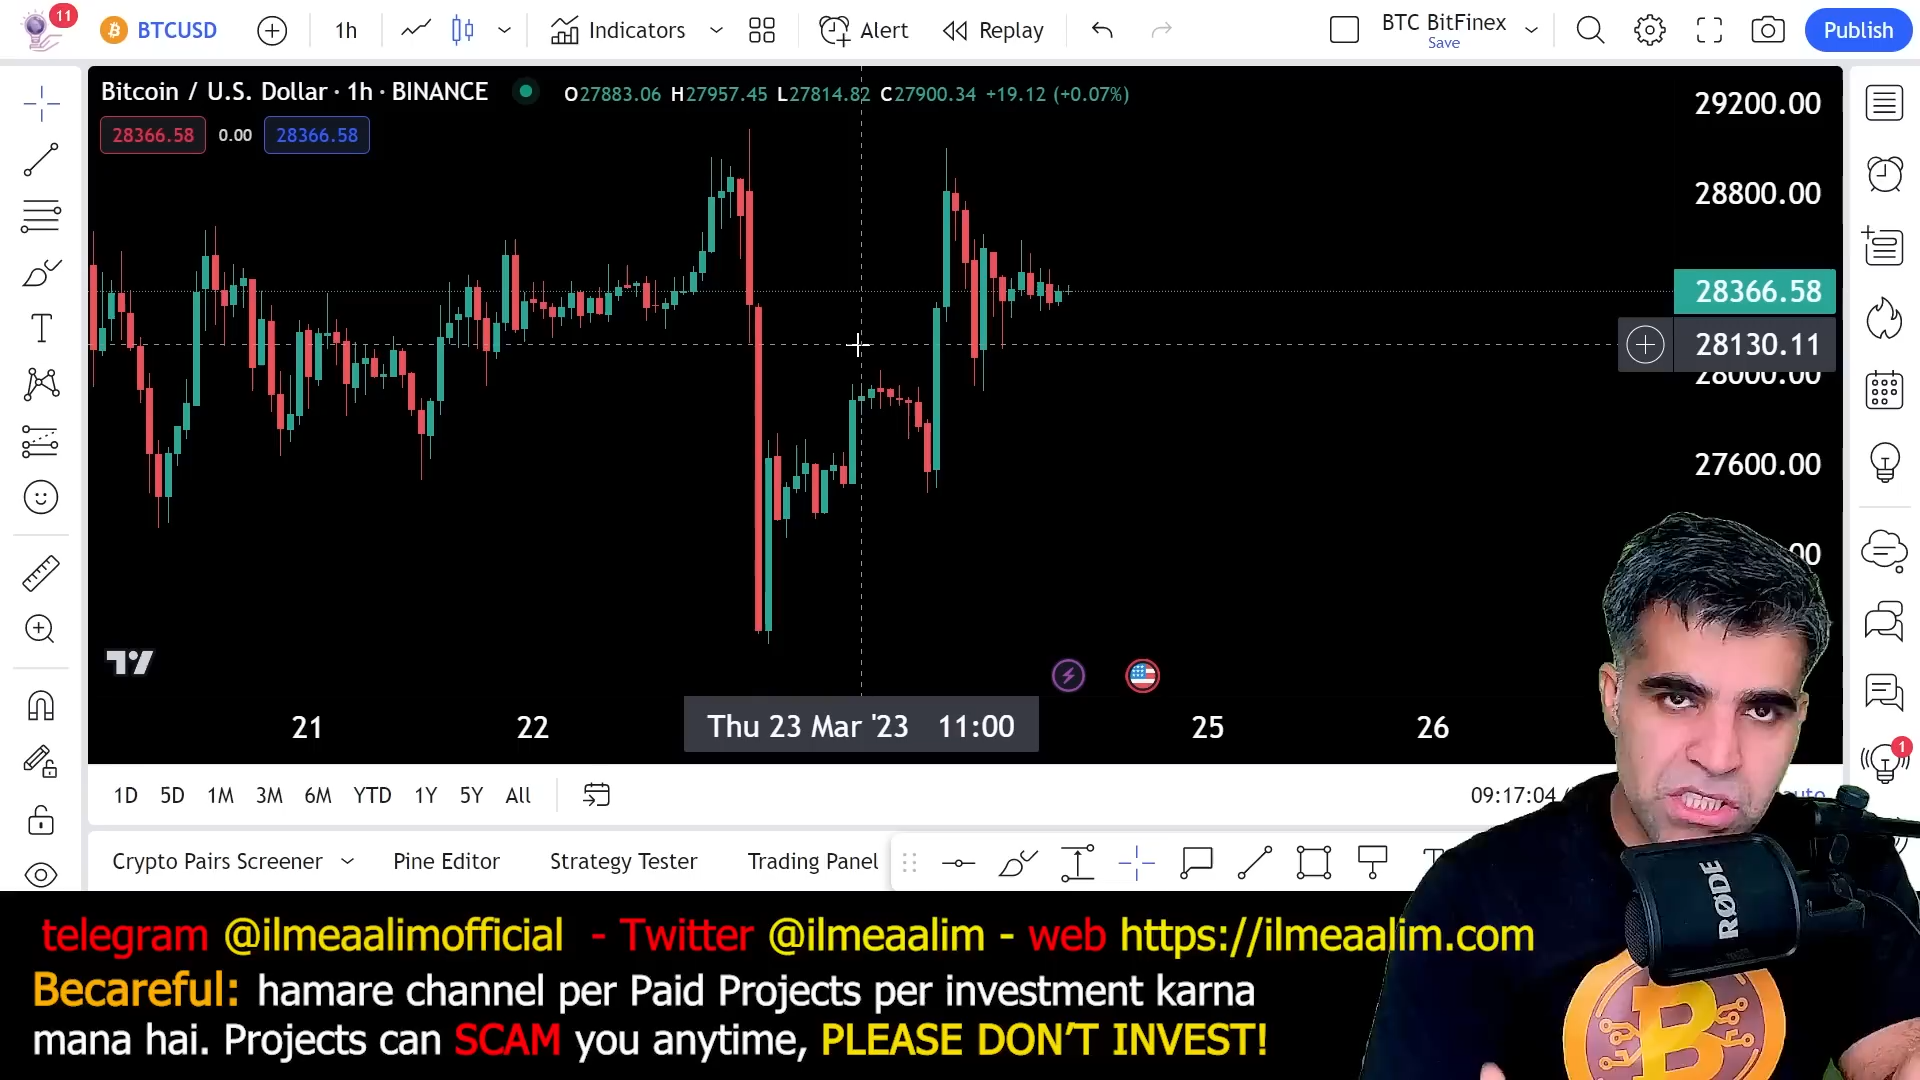 11
BTCUSD
1h
Indicators
Alert
Replay
BTC BitFinex
Save
Publish
Bitcoin / U.S. Dollar · 1h · BINANCE
O27883.06 H27957.45 L27814.82 C27900.34 +19.12 (+0.07%)
28366.58
0.00
28366.58
29200.00
28800.00
28366.58
28130.11
28000.00
27600.00
21
22
Thu 23 Mar '23 11:00
25
26
1D
5D
1M
3M
6M
YTD
1Y
5Y
All
09:17:04
auto
1
Crypto Pairs Screener
Pine Editor
Strategy Tester
Trading Panel
RØDE
telegram @ilmeaalimofficial - Twitter @ilmeaalim - web https://ilmeaalim.com
Becareful: hamare channel per Paid Projects per investment karna
mana hai. Projects can SCAM you anytime, PLEASE DON'T INVEST!